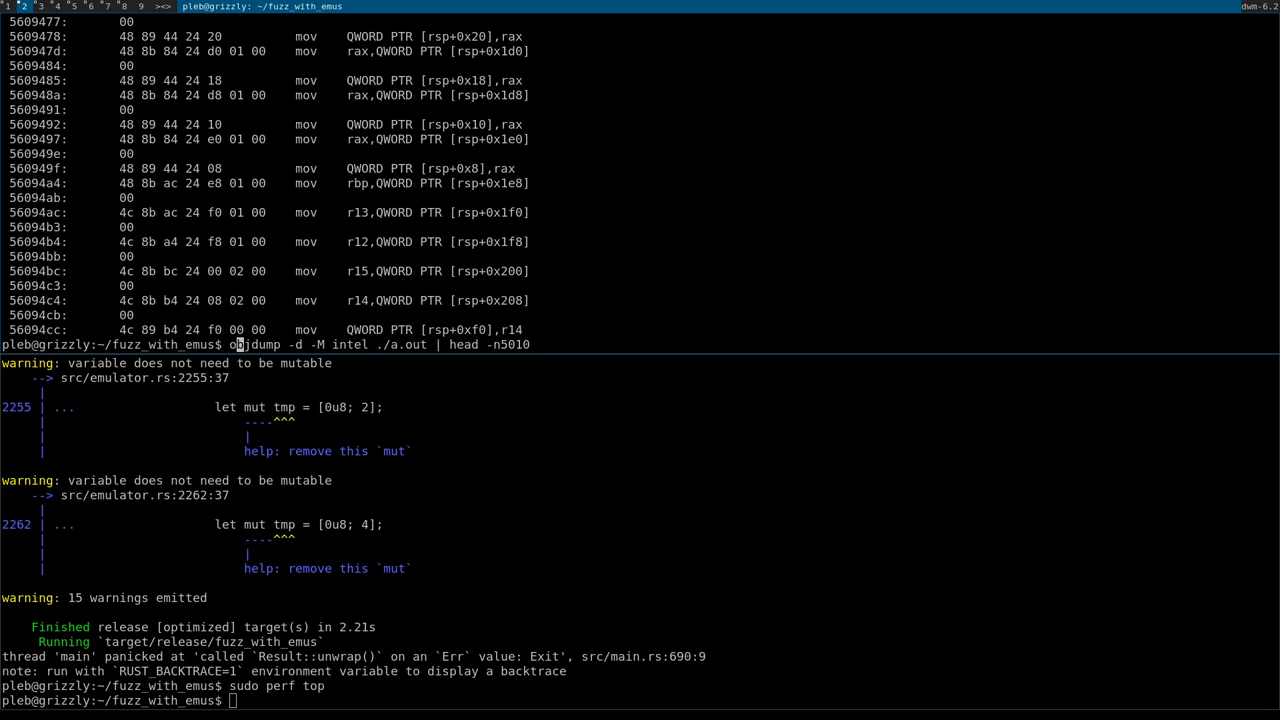 1 2 3 4 5 6 7 8 9 ><> pleb@grizzly: ~/fuzz_with_emus dwm-6.2
5609477: 00
5609478: 48 89 44 24 20 mov QWORD PTR [rsp+0x20],rax
560947d: 48 8b 84 24 d0 01 00 mov rax,QWORD PTR [rsp+0x1d0]
5609484: 00
5609485: 48 89 44 24 18 mov QWORD PTR [rsp+0x18],rax
560948a: 48 8b 84 24 d8 01 00 mov rax,QWORD PTR [rsp+0x1d8]
5609491: 00
5609492: 48 89 44 24 10 mov QWORD PTR [rsp+0x10],rax
5609497: 48 8b 84 24 e0 01 00 mov rax,QWORD PTR [rsp+0x1e0]
560949e: 00
560949f: 48 89 44 24 08 mov QWORD PTR [rsp+0x8],rax
56094a4: 48 8b ac 24 e8 01 00 mov rbp,QWORD PTR [rsp+0x1e8]
56094ab: 00
56094ac: 4c 8b ac 24 f0 01 00 mov r13,QWORD PTR [rsp+0x1f0]
56094b3: 00
56094b4: 4c 8b a4 24 f8 01 00 mov r12,QWORD PTR [rsp+0x1f8]
56094bb: 00
56094bc: 4c 8b bc 24 00 02 00 mov r15,QWORD PTR [rsp+0x200]
56094c3: 00
56094c4: 4c 8b b4 24 08 02 00 mov r14,QWORD PTR [rsp+0x208]
56094cb: 00
56094cc: 4c 89 b4 24 f0 00 00 mov QWORD PTR [rsp+0xf0],r14
pleb@grizzly:~/fuzz_with_emus$ objdump -d -M intel ./a.out | head -n5010
warning: variable does not need to be mutable
--> src/emulator.rs:2255:37
|
2255 | ... let mut tmp = [0u8; 2];
| ----^^^
| |
| help: remove this `mut`
warning: variable does not need to be mutable
--> src/emulator.rs:2262:37
|
2262 | ... let mut tmp = [0u8; 4];
| ----^^^
| |
| help: remove this `mut`
warning: 15 warnings emitted
Finished release [optimized] target(s) in 2.21s
Running `target/release/fuzz_with_emus`
thread 'main' panicked at 'called `Result::unwrap()` on an `Err` value: Exit', src/main.rs:690:9
note: run with `RUST_BACKTRACE=1` environment variable to display a backtrace
pleb@grizzly:~/fuzz_with_emus$ sudo perf top
pleb@grizzly:~/fuzz_with_emus$